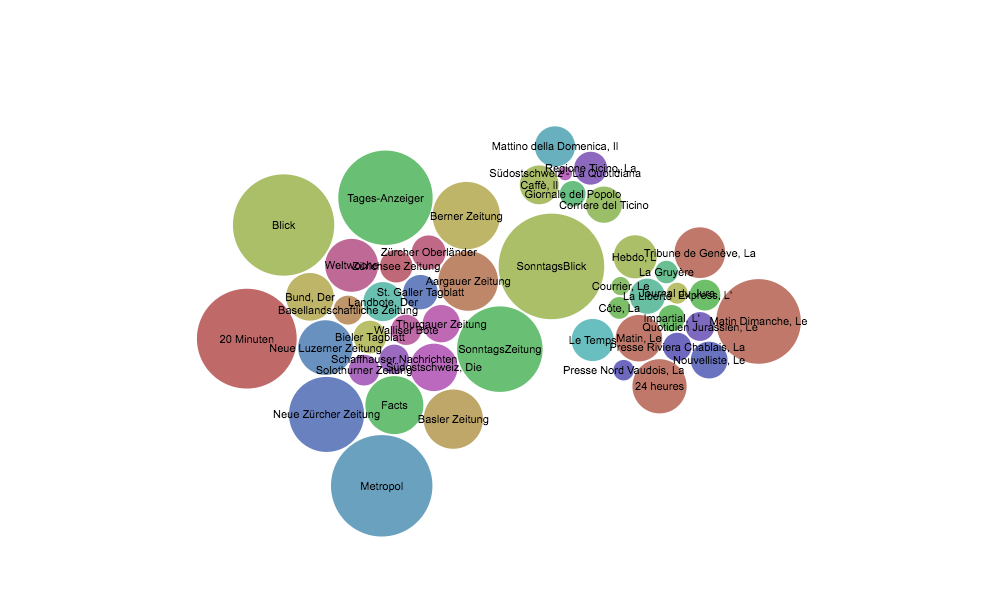 Mattino della Domenica, Il
Regione Ticino, La
Südostschweiz - La Quotidiana
Caffè, Il
Giornale del Popolo
Corriere del Ticino
Tages-Anzeiger
Berner Zeitung
Blick
Zürcher Oberländer
Weltwoche
Zürichsee Zeitung
SonntagsBlick
Hebdo, L'
Tribune de Genève, La
La Gruyère
Aargauer Zeitung
Courrier, Le
St. Galler Tagblatt
Journal du Jura
Express, L'
La Liberté
Bund, Der
Landbote, Der
Basellandschaftliche Zeitung
Côte, La
Impartial, L'
Matin Dimanche, Le
Thurgauer Zeitung
Quotidien Jurassien, Le
Walliser Bote
Bieler Tagblatt
20 Minuten
Matin, Le
Le Temps
Neue Luzerner Zeitung
SonntagsZeitung
Presse Riviera Chablais, La
Schaffhauser Nachrichten
Nouvelliste, Le
Südostschweiz, Die
Solothurner Zeitung
Presse Nord Vaudois, La
24 heures
Facts
Neue Zürcher Zeitung
Basler Zeitung
Metropol